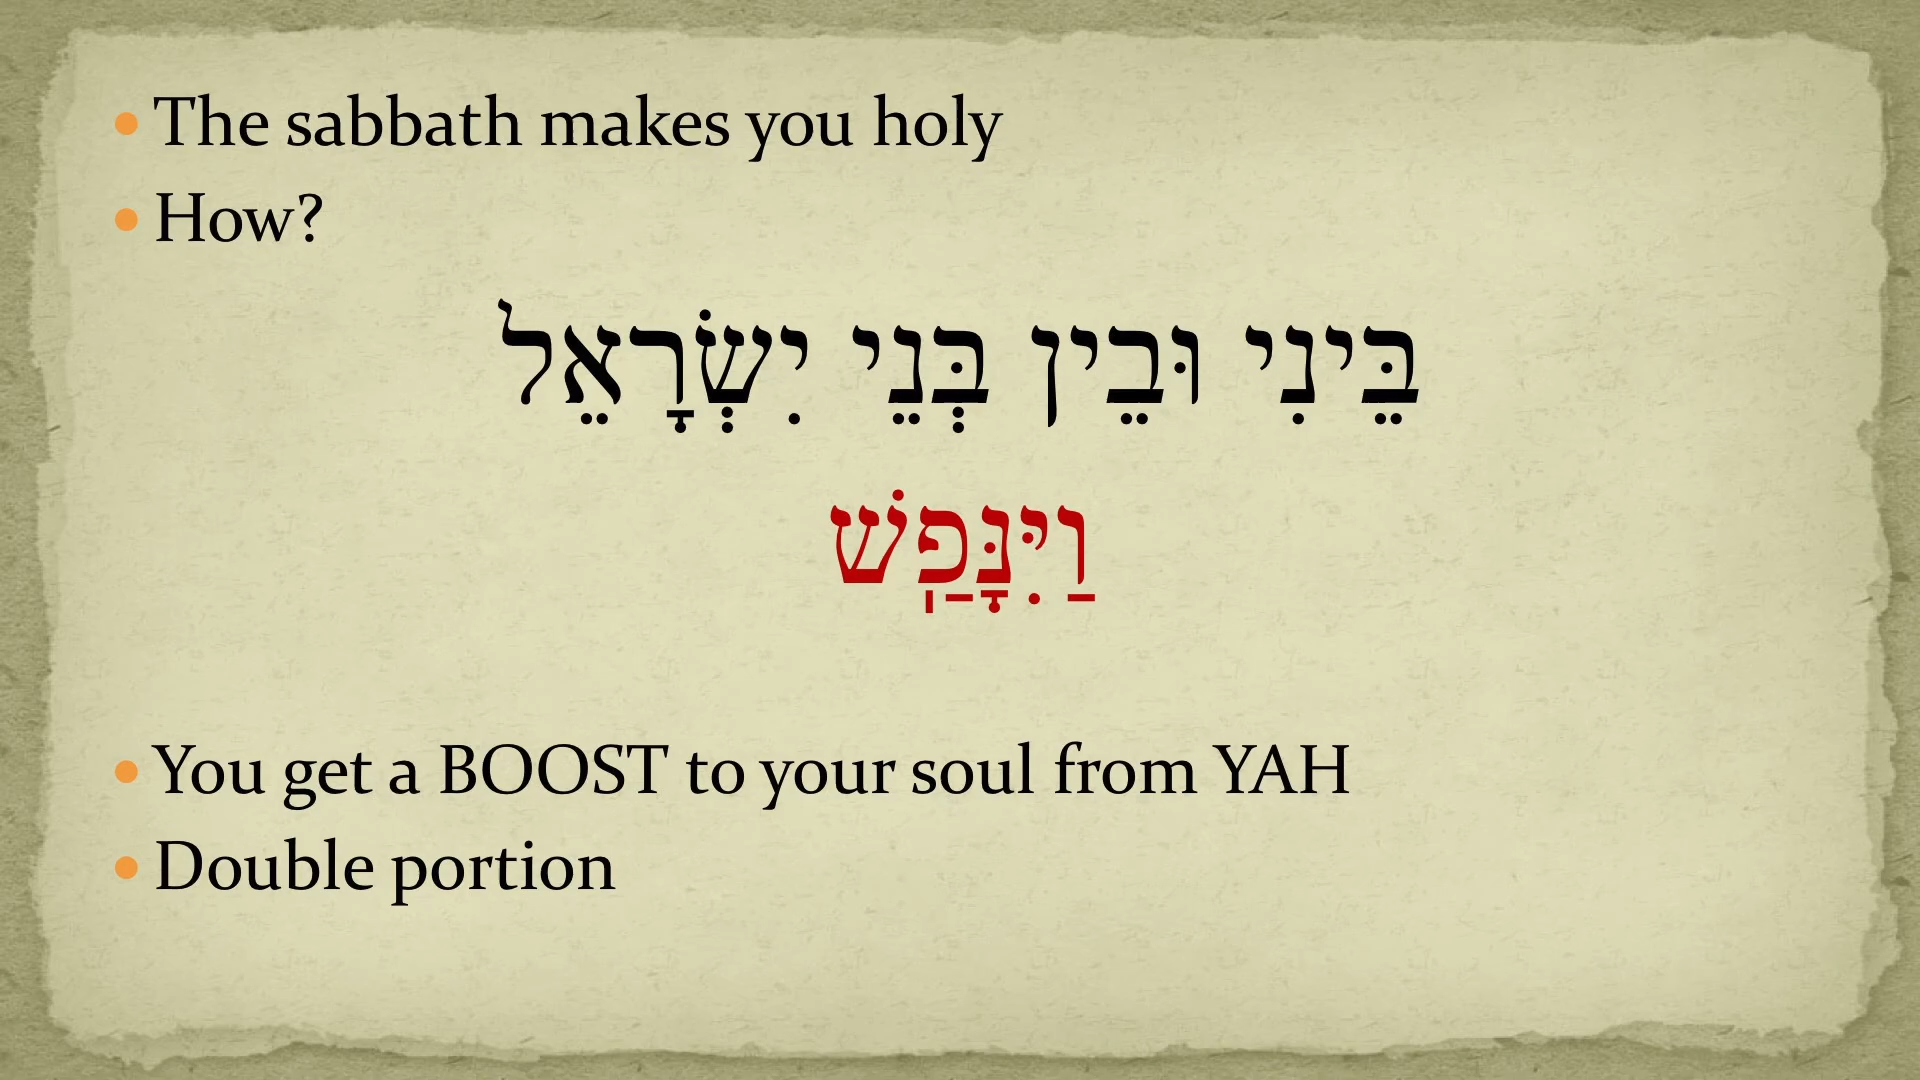 The sabbath makes you holy
How?
בֵּינִי וּבֵין בְּנֵי יִשְׂרָאֵל
וַיִּנָּפַֽשׁ
You get a BOOST to your soul from YAH
Double portion